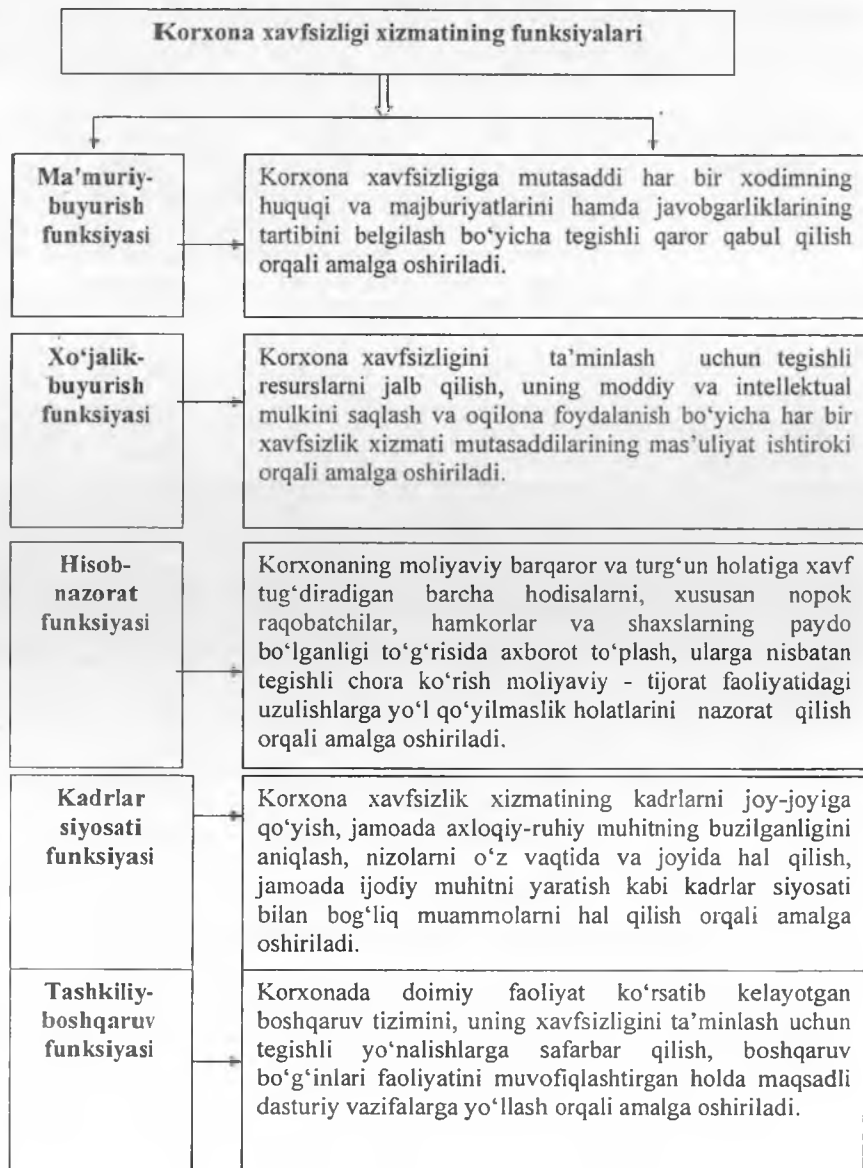 Korxona xavfsizligi xizmatining funksiyalari
Ma'muriy-
buyurish
funksiyasi
Korxona xavfsizligiga mutasaddi har bir xodimning
huquqi va majburiyatlarini hamda javobgarliklarining
tartibini belgilash bo‘yicha tegishli qaror qabul qilish
orqali amalga oshiriladi.
Xo‘jalik-
buyurish
funksiyasi
Korxona xavfsizligini ta’minlash uchun tegishli
resurslarni jalb qilish, uning moddiy va intellektual
mulkini saqlash va oqilona foydalanish bo‘yicha har bir
xavfsizlik xizmati mutasaddilarining mas’uliyat ishtiroki
orqali amalga oshiriladi.
Hisob-
nazorat
funksiyasi
Korxonaning moliyaviy barqaror va turg‘un holatiga xavf
tug‘diradigan barcha hodisalarni, xususan nopok
raqobatchilar, hamkorlar va shaxslarning paydo
bo‘lganligi to‘g‘risida axborot to‘plash, ularga nisbatan
tegishli chora ko‘rish moliyaviy - tijorat faoliyatidagi
uzulishlarga yo‘l qo‘yilmaslik holatlarini nazorat qilish
orqali amalga oshiriladi.
Kadrlar
siyosati
funksiyasi
Korxona xavfsizlik xizmatining kadrlarni joy-joyiga
qo‘yish, jamoada axloqiy-ruhiy muhitning buzilganligini
aniqlash, nizolarni o‘z vaqtida va joyida hal qilish,
jamoada ijodiy muhitni yaratish kabi kadrlar siyosati
bilan bog‘liq muammolarni hal qilish orqali amalga
oshiriladi.
Tashkiliy-
boshqaruv
funksiyasi
Korxonada doimiy faoliyat ko‘rsatib kelayotgan
boshqaruv tizimini, uning xavfsizligini ta’minlash uchun
tegishli yo‘nalishlarga safarbar qilish, boshqaruv
bo‘g‘inlari faoliyatini muvofiqlashtirgan holda maqsadli
dasturiy vazifalarga yo‘llash orqali amalga oshiriladi.